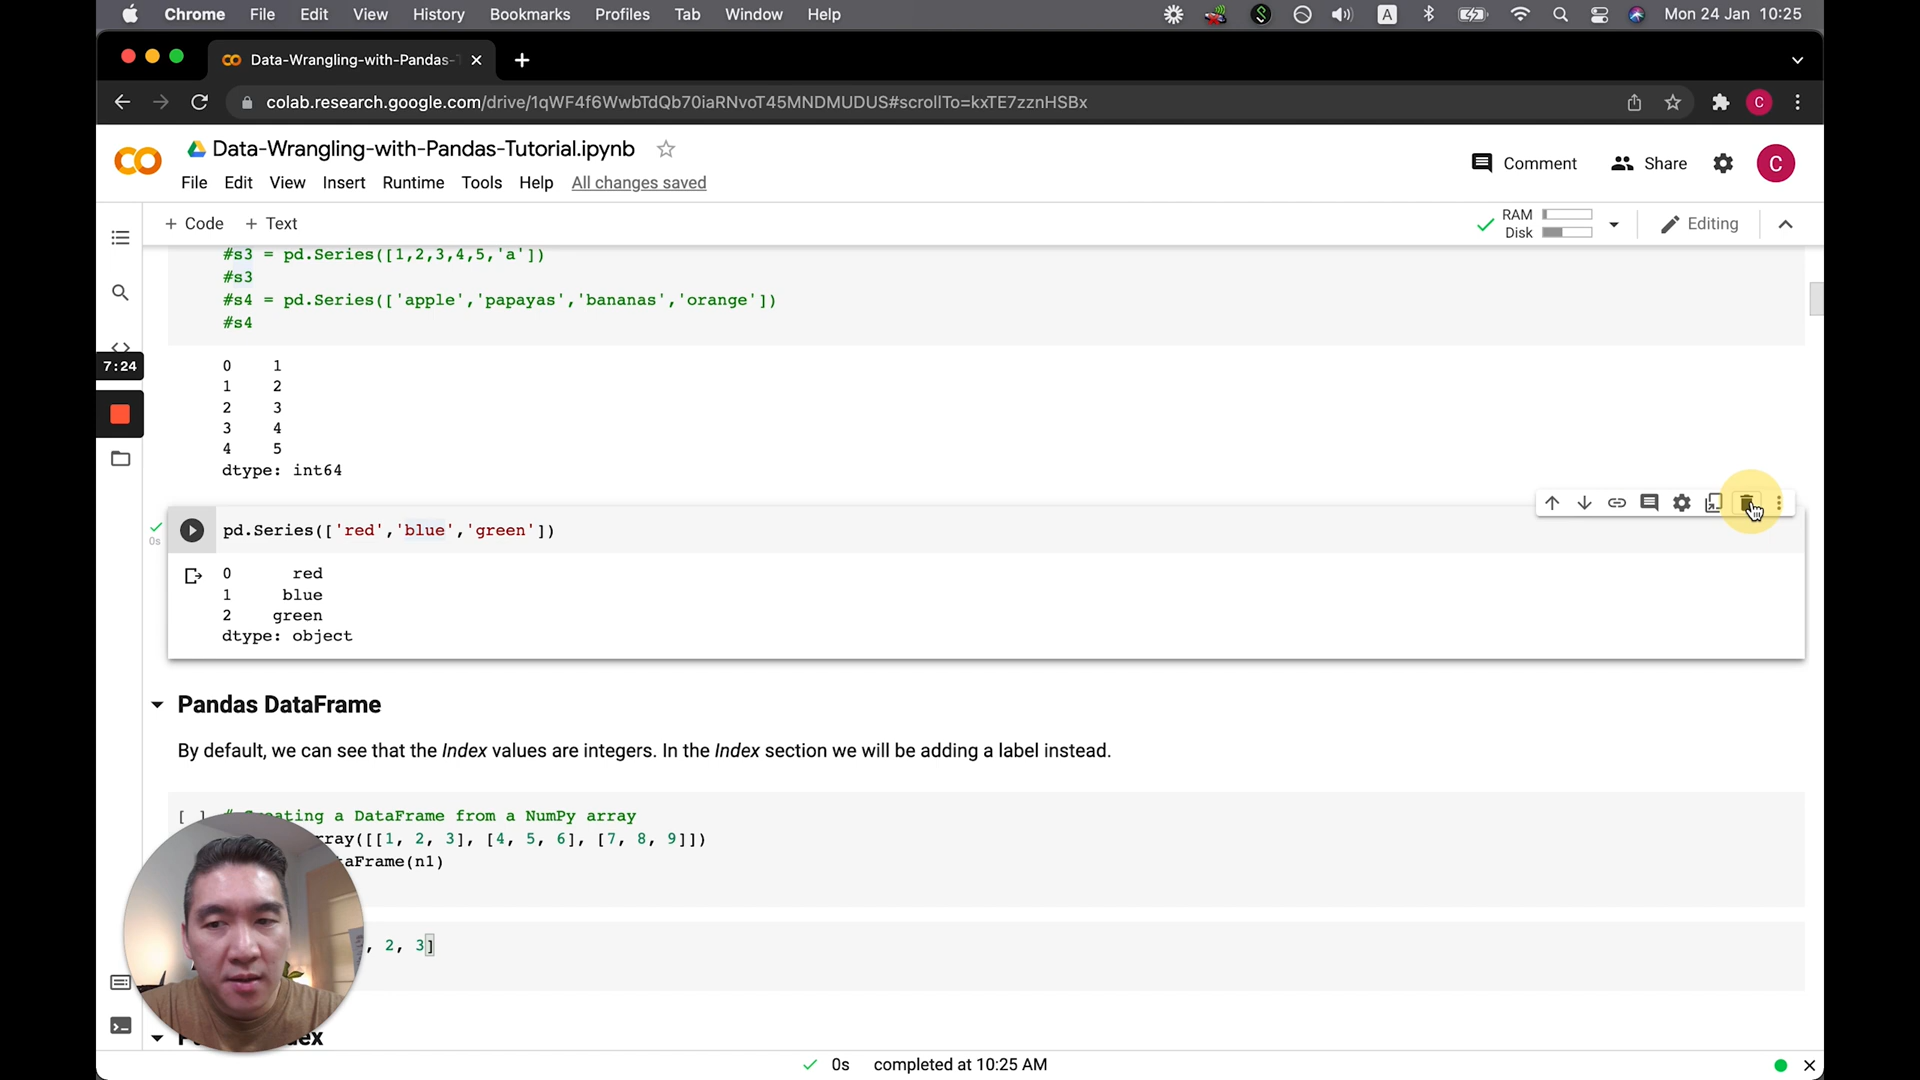 Chrome File Edit View History Bookmarks Profiles Tab Window Help A Mon 24 Jan 10:25
Data-Wrangling-with-Pandas-
colab.research.google.com/drive/1qWF4f6WwbTdQb70iaRNvoT45MNDMUDUS#scrollTo=kxTE7zznHSBx C
CO Data-Wrangling-with-Pandas-Tutorial.ipynb
Comment Share C
File Edit View Insert Runtime Tools Help All changes saved
+ Code + Text RAM Disk Editing
#s3 = pd.Series([1,2,3,4,5,'a'])
#s3
#s4 = pd.Series(['apple','papayas','bananas','orange'])
#s4
7:24
0 1
1 2
2 3
3 4
4 5
dtype: int64
pd.Series(['red','blue','green'])
0s
0 red
1 blue
2 green
dtype: object
Pandas DataFrame
By default, we can see that the Index values are integers. In the Index section we will be adding a label instead.
[ ] # Creating a DataFrame from a NumPy array
rray([[1, 2, 3], [4, 5, 6], [7, 8, 9]])
taFrame(n1)
, 2, 3]
0s completed at 10:25 AM